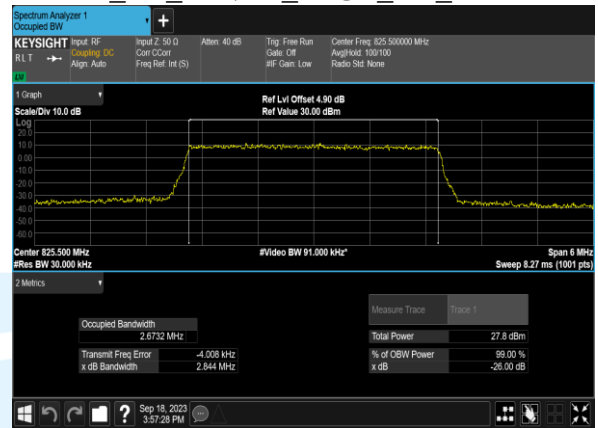 Spectrum Analyzer 1
Occupied BW
+
KEYSIGHT Input: RF Input Z: 50 Ω Atten: 40 dB Trig: Free Run Center Freq: 825.500000 MHz
RLT Coupling: DC Corr CCorr Gate: Off Avg|Hold: 100/100
Align: Auto Freq Ref: Int (S) #IF Gain: Low Radio Std: None
1 Graph
Ref Lvl Offset 4.90 dB
Scale/Div 10.0 dB Ref Value 30.00 dBm
Log
20.0
10.0
0.00
-10.0
-20.0
-30.0
-40.0
-50.0
-60.0
Center 825.500 MHz #Video BW 91.000 kHz* Span 6 MHz
#Res BW 30.000 kHz Sweep 8.27 ms (1001 pts)
2 Metrics
Measure Trace Trace 1
Occupied Bandwidth
2.6732 MHz Total Power 27.8 dBm
Transmit Freq Error -4.008 kHz % of OBW Power 99.00 %
x dB Bandwidth 2.844 MHz x dB -26.00 dB
?
Sep 18, 2023
3:57:28 PM